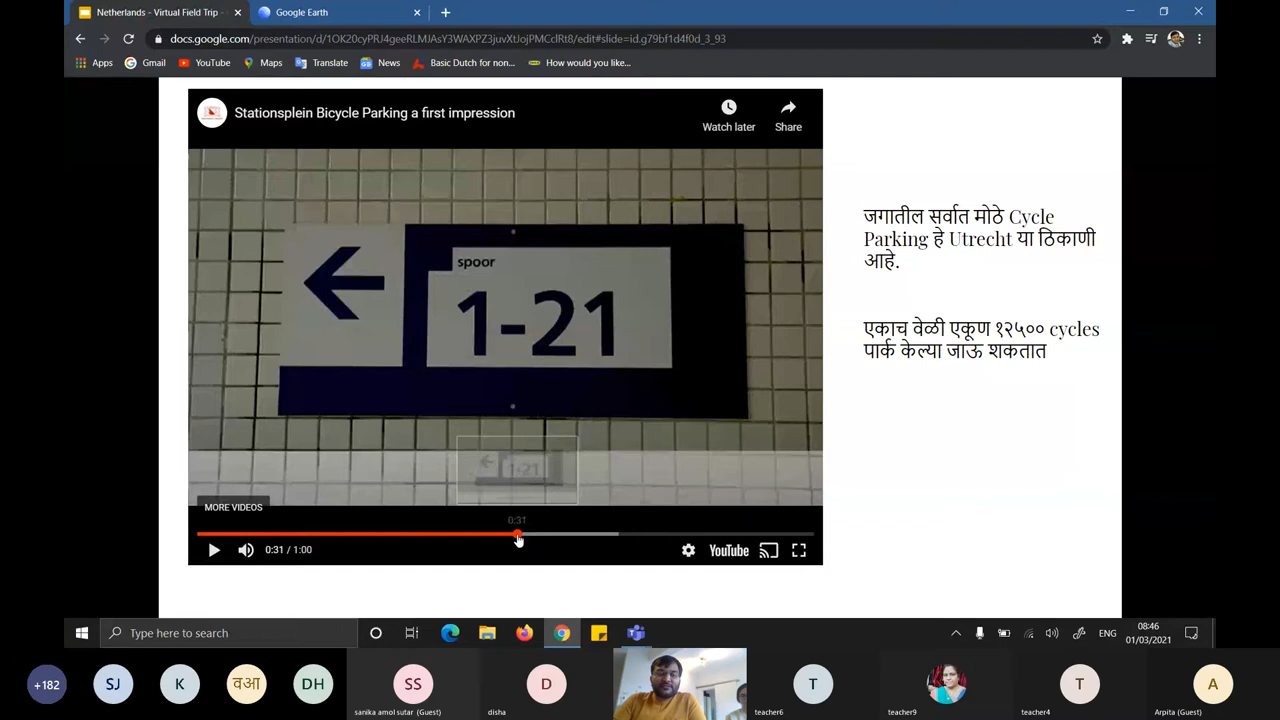 Netherlands - Virtual Field Trip -
Google Earth
docs.google.com/presentation/d/1OK20cyPRJ4geeRLMJAsY3WAXPZ3juvXtJojPMCclRt8/edit#slide=id.g79bf1d4f0d_3_93
Apps Gmail YouTube Maps Translate News Basic Dutch for non... How would you like...
Stationsplein Bicycle Parking a first impression
Watch later
Share
spoor
1-21
1-21
जगातील सर्वात मोठे Cycle
Parking हे Utrecht या ठिकाणी
आहे.
एकाच वेळी एकूण १२५०० cycles
पार्क केल्या जाऊ शकतात
MORE VIDEOS
0:31
0:31 / 1:00
YouTube
Type here to search
ENG
08:46
01/03/2021
+182
SJ
K
वआ
DH
SS
sanika amol sutar (Guest)
D
disha
T
teacher6
teacher9
T
teacher4
A
Arpita (Guest)